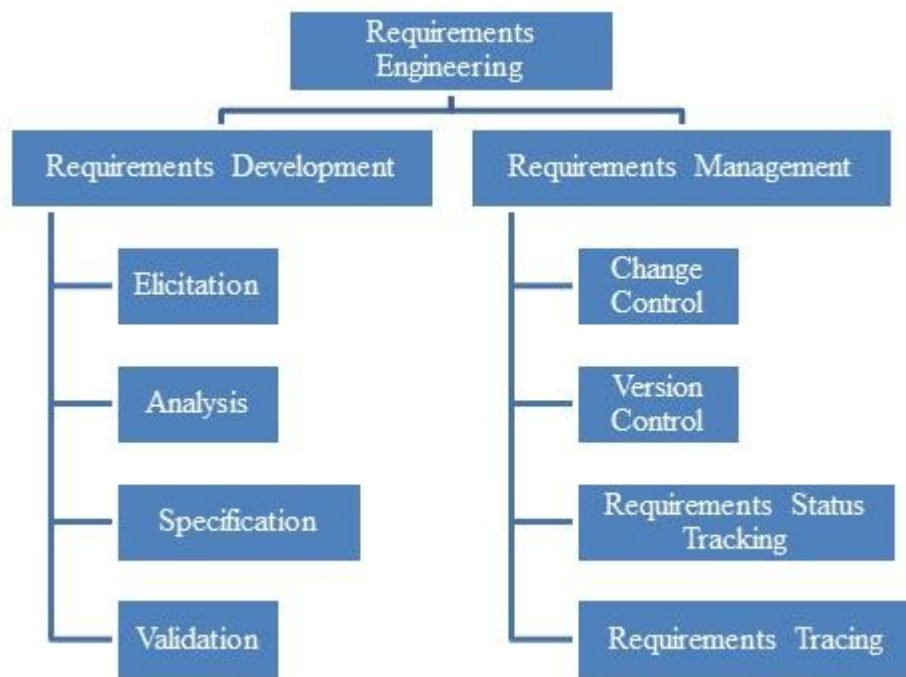 Requirements
Engineering
Requirements Development
Elicitation
Analysis
Specification
Validation
Requirements Management
Change
Control
Version
Control
Requirements Status
Tracking
Requirements Tracing